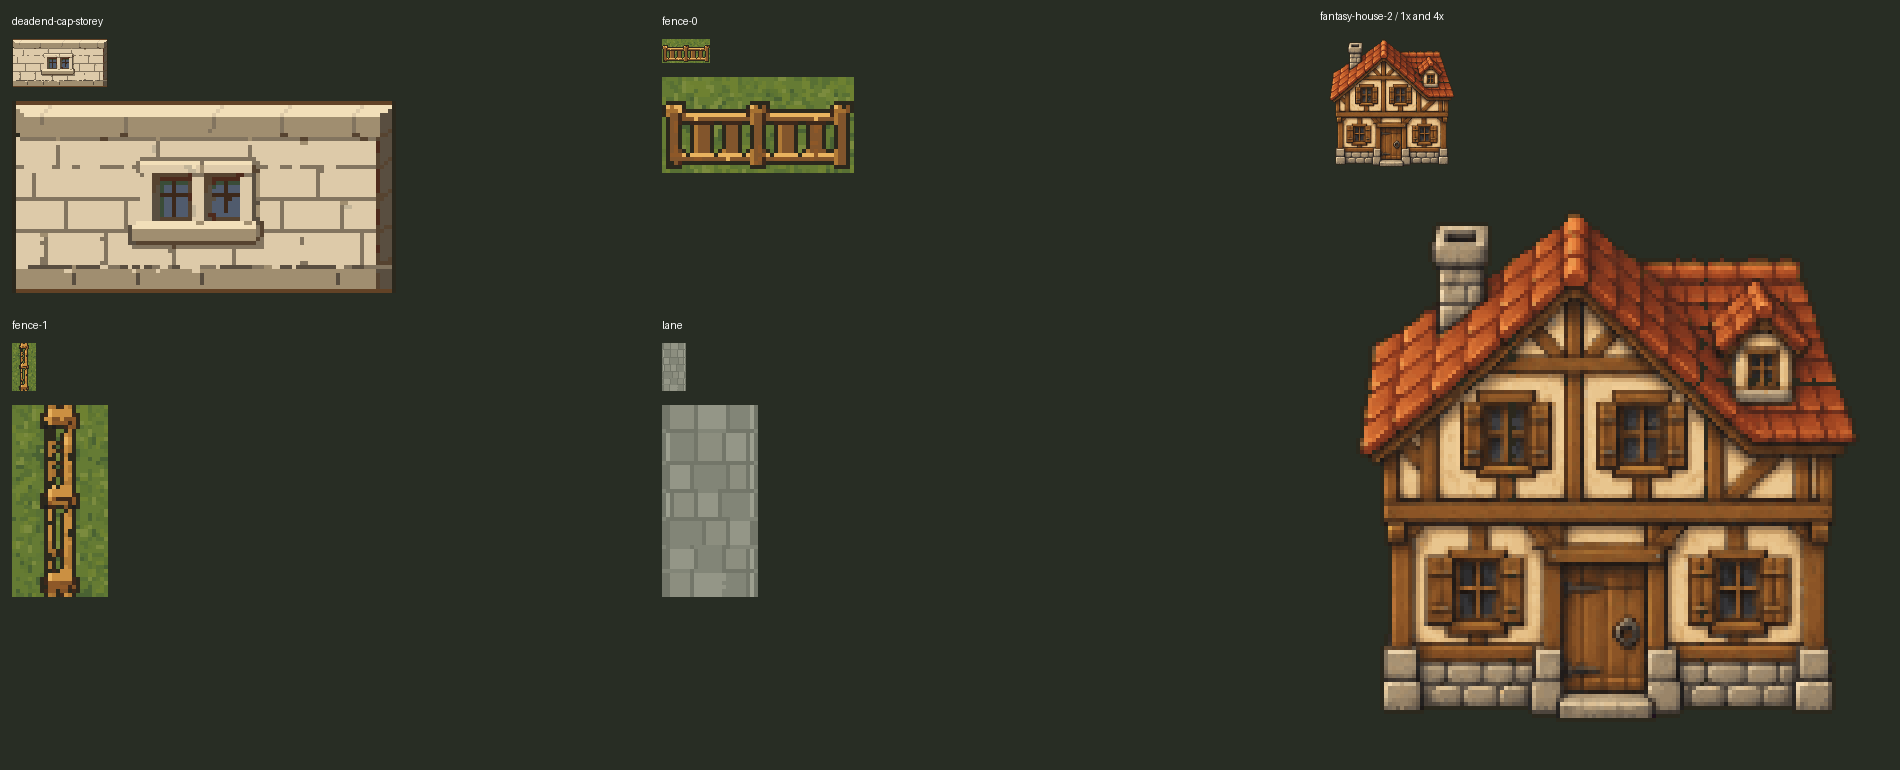 deadend-cap-storey
fence-0
fantasy-house-2 / 1x and 4x
fence-1
lane